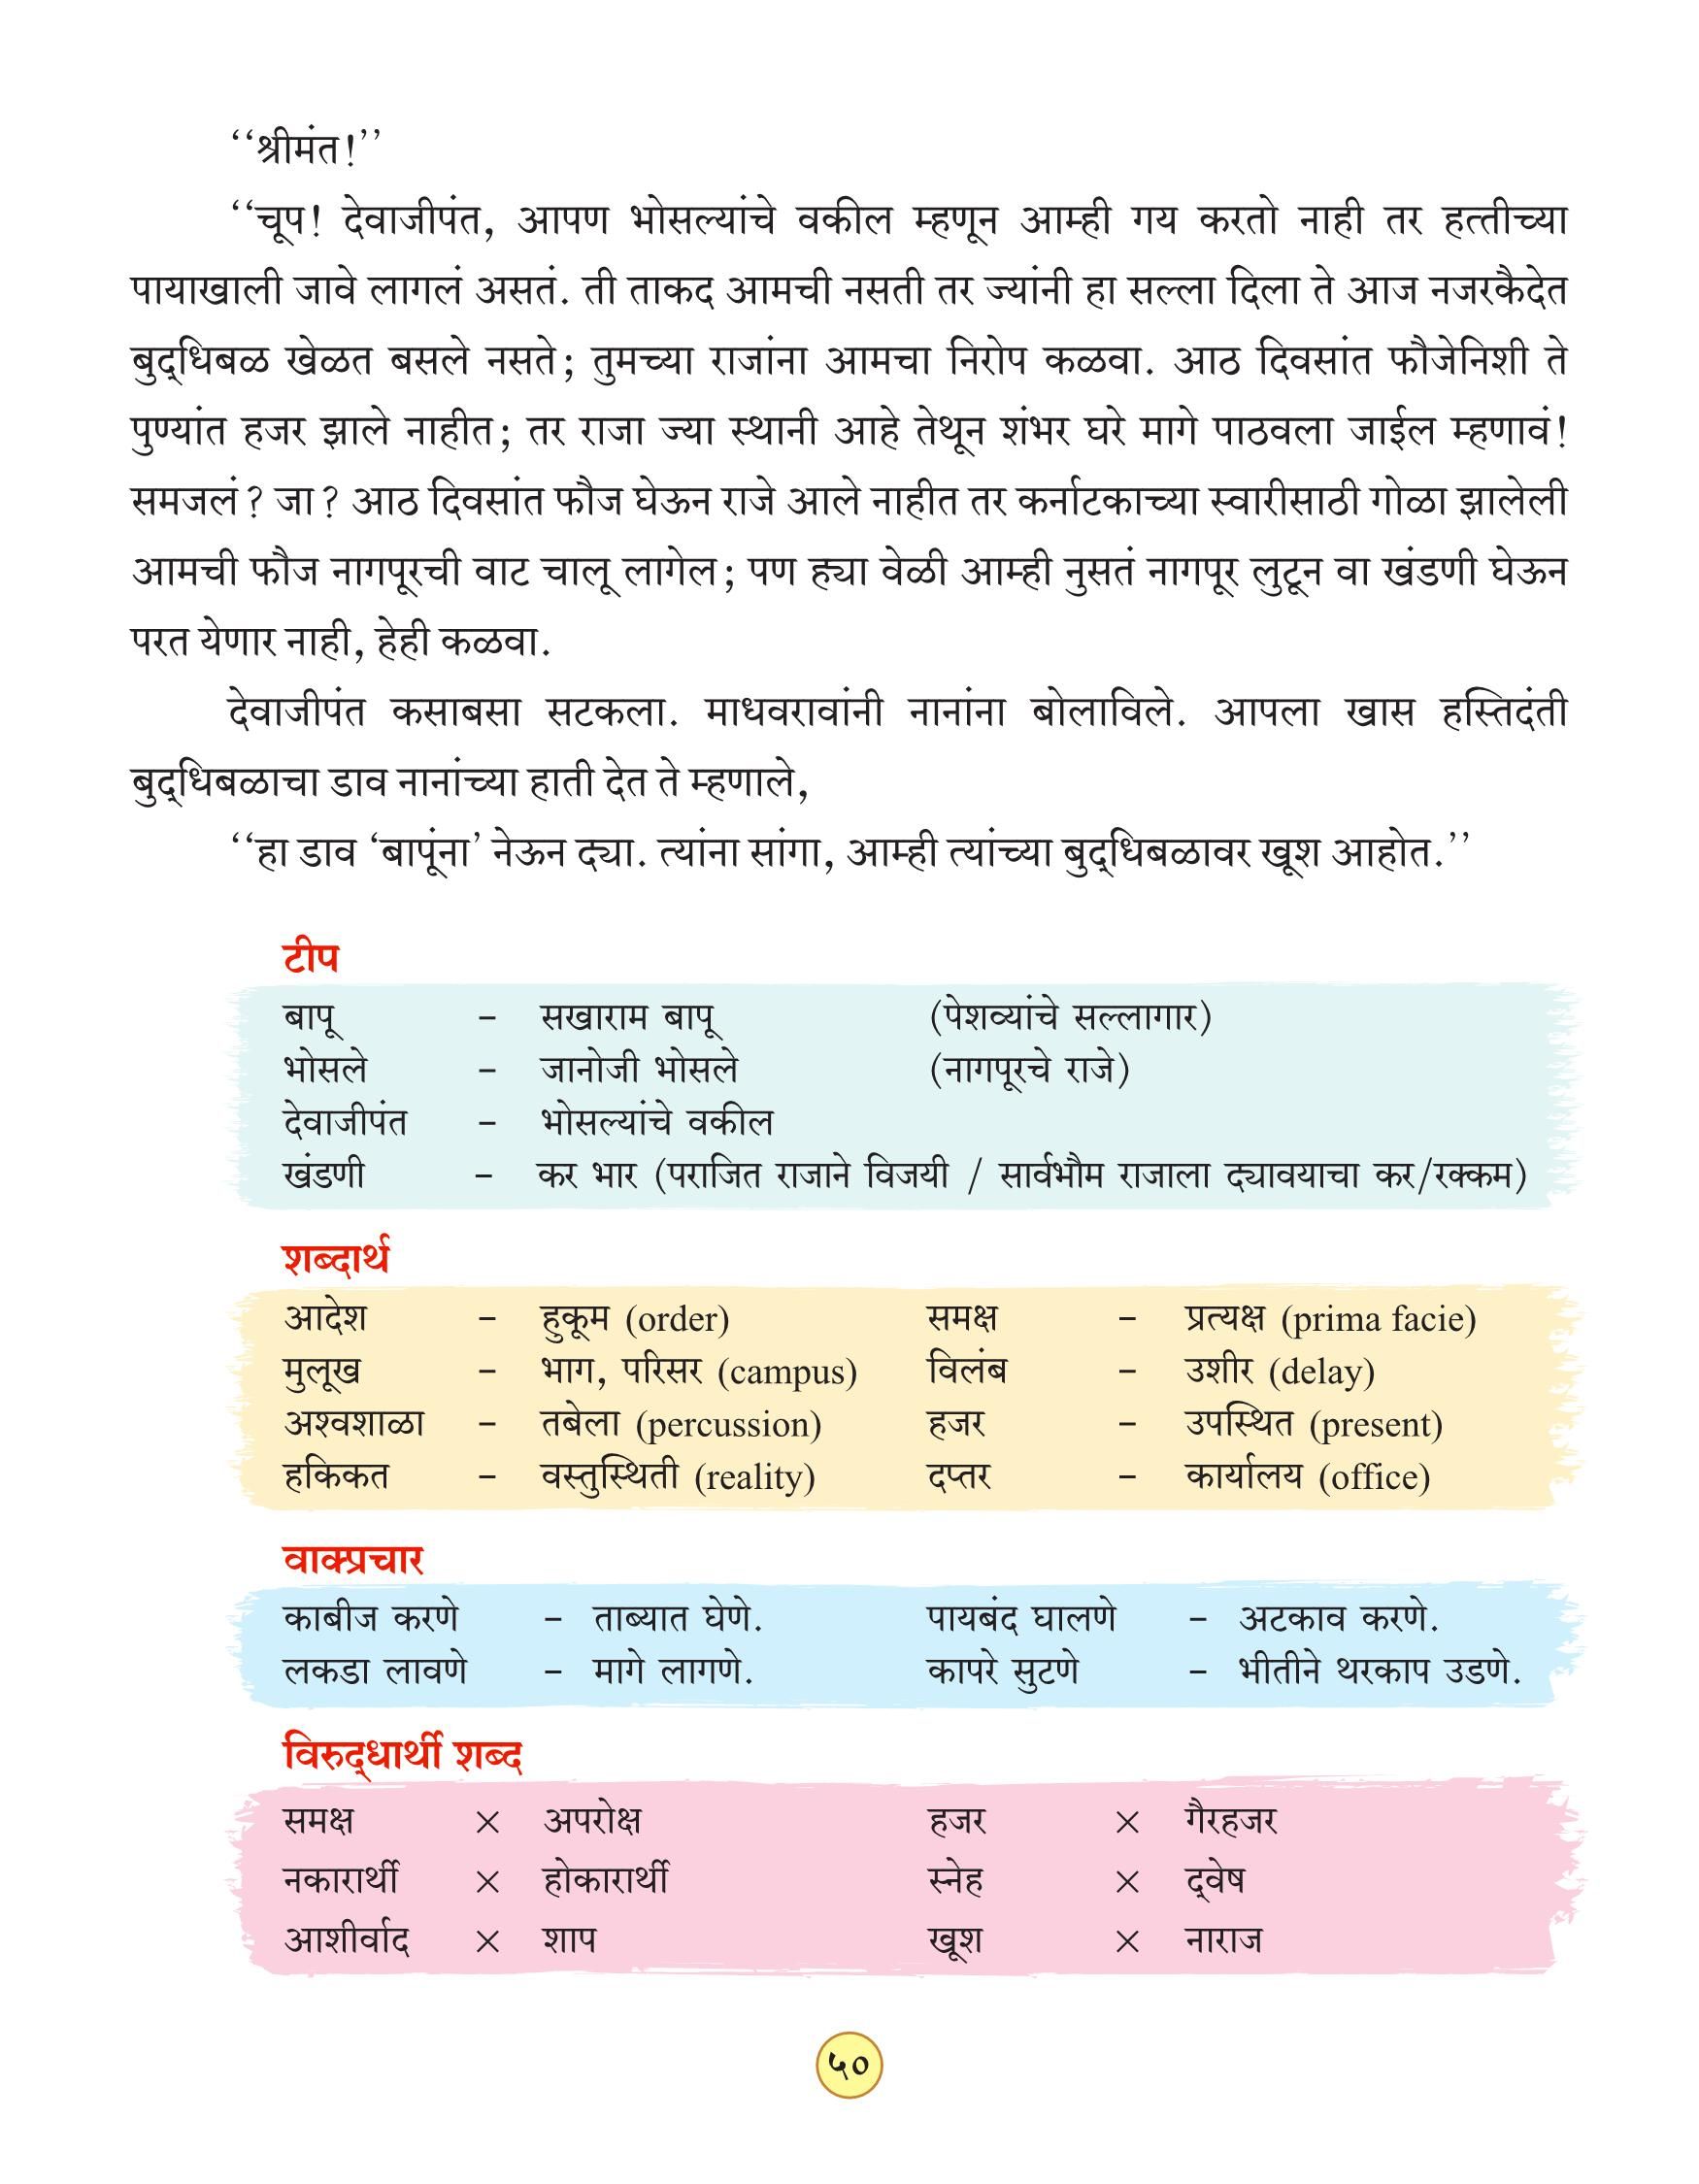 ‘‘श्रीमंत!’’
‘‘चूप! देवाजीपंत, आपण भोसल्यांचे वकील म्हणून आम्ही गय करतो नाही तर हत्तीच्या
पायाखाली जावे लागलं असतं. ती ताकद आमची नसती तर ज्यांनी हा सल्ला दिला ते आज नजरकैदेत
बुद्‌धिबळ खेळत बसले नसते; तुमच्या राजांना आमचा निरोप कळवा. आठ दिवसांत फौजेनिशी ते
पुण्यांत हजर झाले नाहीत; तर राजा ज्या स्थानी आहे तेथून शंभर घरे मागे पाठवला जाईल म्हणावं!
समजलं? जा? आठ दिवसांत फौज घेऊन राजे आले नाहीत तर कर्नाटकाच्या स्वारीसाठी गोळा झालेली
आमची फौज नागपूरची वाट चालू लागेल; पण ह्या वेळी आम्ही नुसतं नागपूर लुटून वा खंडणी घेऊन
परत येणार नाही, हेही कळवा.
देवाजीपंत कसाबसा सटकला. माधवरावांनी नानांना बोलाविले. आपला खास हस्तिदंती
बुद्‌धिबळाचा डाव नानांच्या हाती देत ते म्हणाले,
‘‘हा डाव ‘बापूंना’ नेऊन द्या. त्यांना सांगा, आम्ही त्यांच्या बुद्‌धिबळावर खूश आहोत.’’
टीप
बापू – सखाराम बापू (पेशव्यांचे सल्लागार)
भोसले – जानोजी भोसले (नागपूरचे राजे)
देवाजीपंत – भोसल्यांचे वकील
खंडणी – कर भार (पराजित राजाने विजयी / सार्वभौम राजाला द्यावयाचा कर/रक्कम)
शब्दार्थ
आदेश – हुकूम (order) समक्ष – प्रत्यक्ष (prima facie)
मुलूख – भाग, परिसर (campus) विलंब – उशीर (delay)
अश्वशाळा – तबेला (percussion) हजर – उपस्थित (present)
हकिकत – वस्तुस्थिती (reality) दप्तर – कार्यालय (office)
वाक्प्रचार
काबीज करणे – ताब्यात घेणे. पायबंद घालणे – अटकाव करणे.
लकडा लावणे – मागे लागणे. कापरे सुटणे – भीतीने थरकाप उडणे.
विरुद्‌धार्थी शब्द
समक्ष × अपरोक्ष हजर × गैरहजर
नकारार्थी × होकारार्थी स्नेह × द्‌वेष
आशीर्वाद × शाप खूश × नाराज
५०